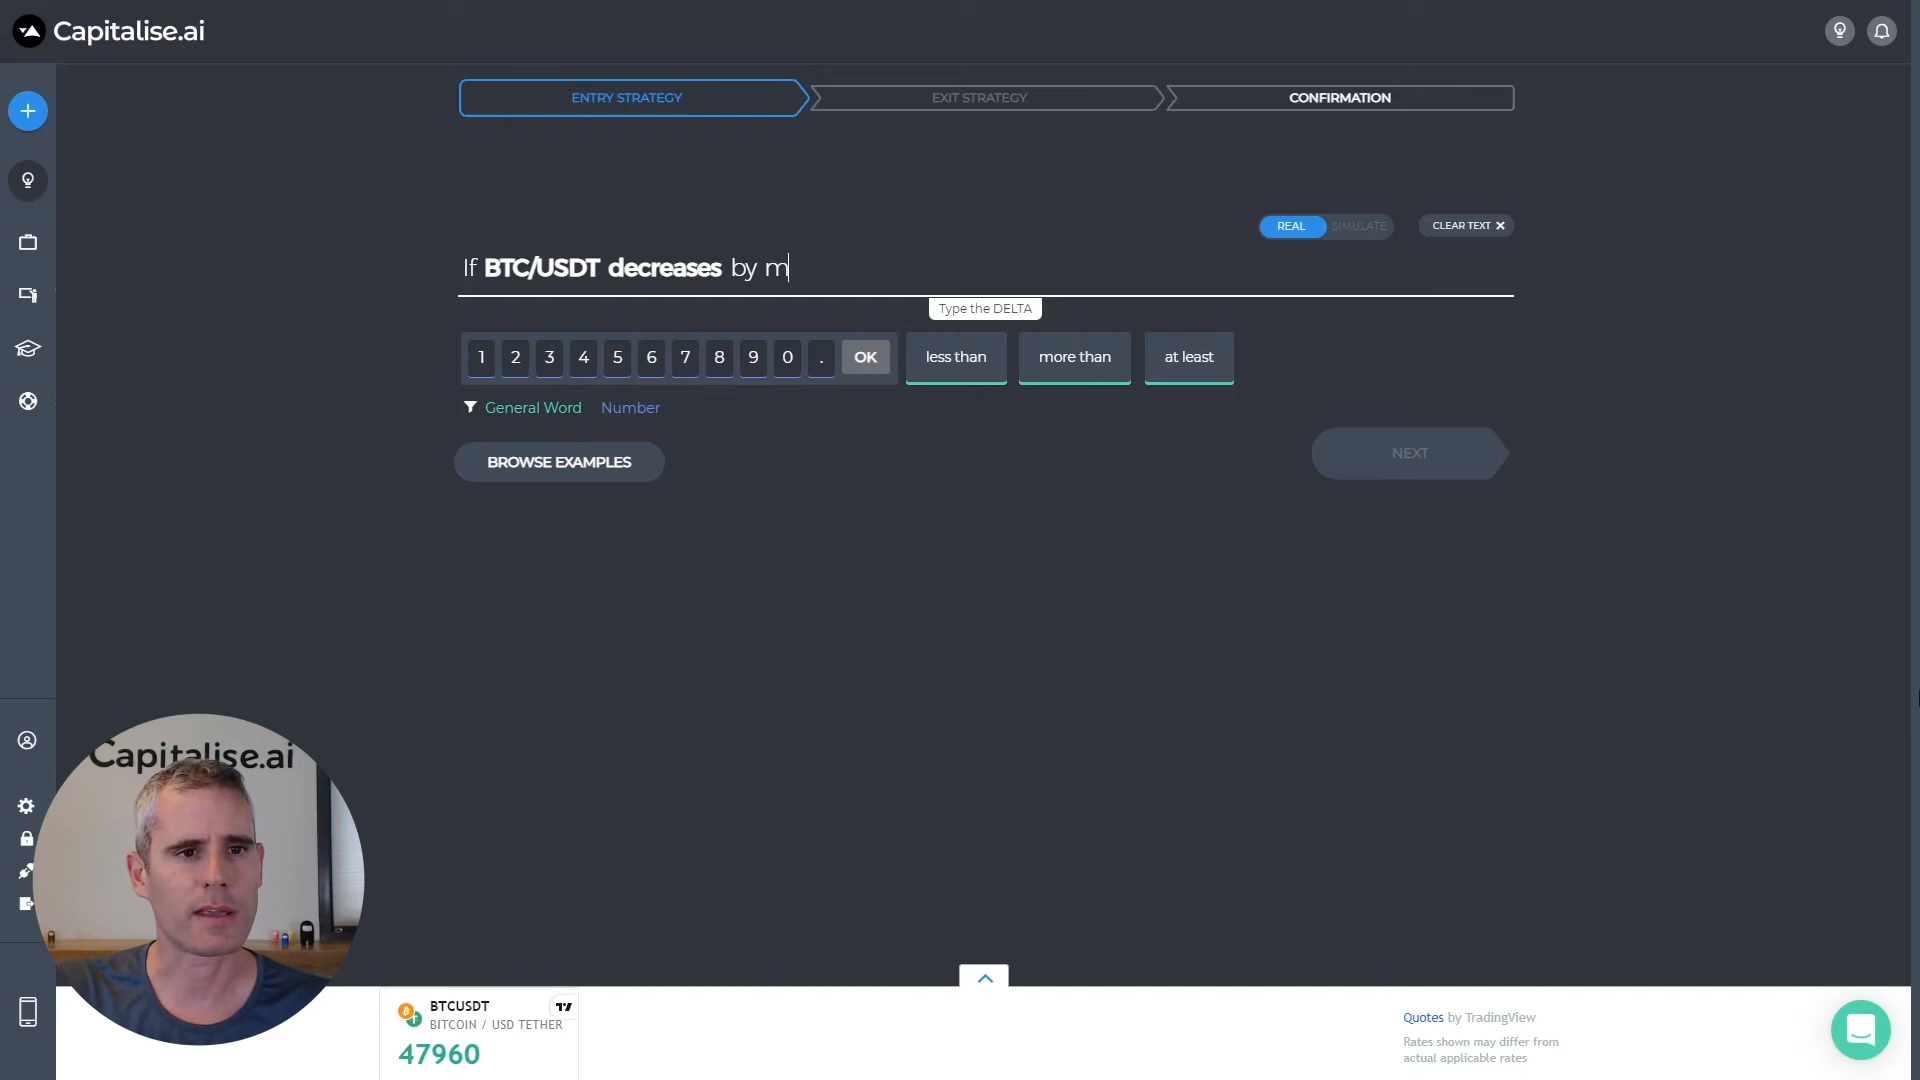 Capitalise.ai
ENTRY STRATEGY
EXIT STRATEGY
CONFIRMATION
REAL
SIMULATE
CLEAR TEXT
If BTC/USDT decreases by m
Type the DELTA
1 2 3 4 5 6 7 8 9 0 . OK
less than
more than
at least
General Word
Number
BROWSE EXAMPLES
NEXT
Capitalise.ai
BTCUSDT
BITCOIN / USD TETHER
47960
Quotes by TradingView
Rates shown may differ from
actual applicable rates